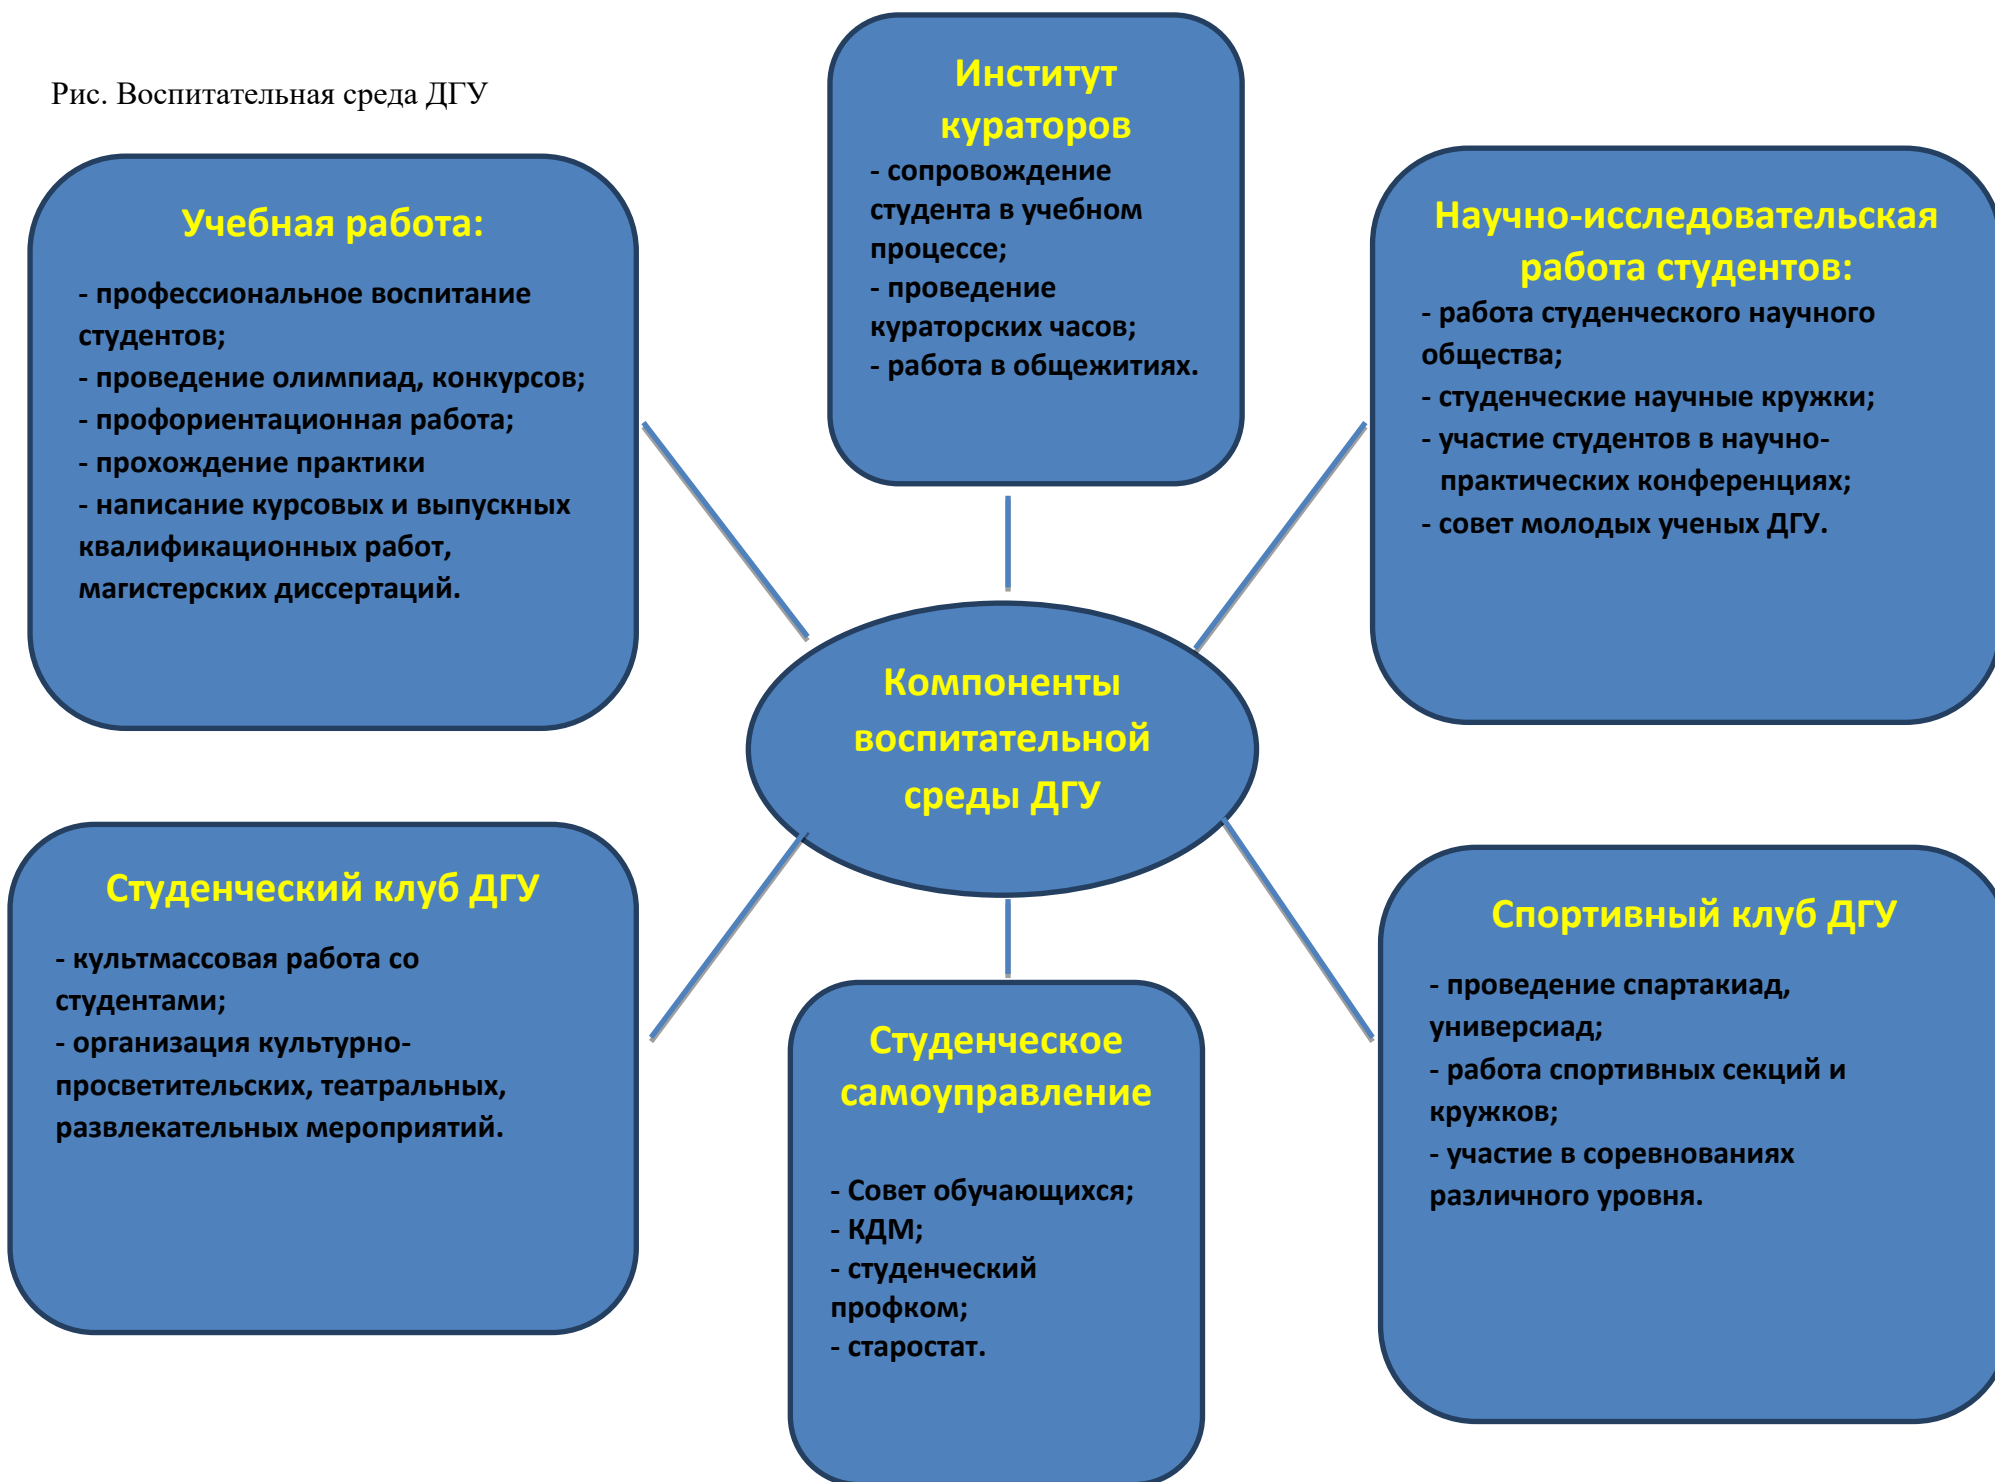 Рис. Воспитательная среда ДГУ
Институт
кураторов
- сопровождение
студента в учебном
процессе;
- проведение
кураторских часов;
- работа в общежитиях.
Учебная работа:
- профессиональное воспитание
студентов;
- проведение олимпиад, конкурсов;
- профориентационная работа;
- прохождение практики
- написание курсовых и выпускных
квалификационных работ,
магистерских диссертаций.
Научно-исследовательская
работа студентов:
- работа студенческого научного
общества;
- студенческие научные кружки;
- участие студентов в научно-
практических конференциях;
- совет молодых ученых ДГУ.
Компоненты
воспитательной
среды ДГУ
Студенческий клуб ДГУ
- культмассовая работа со
студентами;
- организация культурно-
просветительских, театральных,
развлекательных мероприятий.
Студенческое
самоуправление
- Совет обучающихся;
- КДМ;
- студенческий
профком;
- старостат.
Спортивный клуб ДГУ
- проведение спартакиад,
универсиад;
- работа спортивных секций и
кружков;
- участие в соревнованиях
различного уровня.